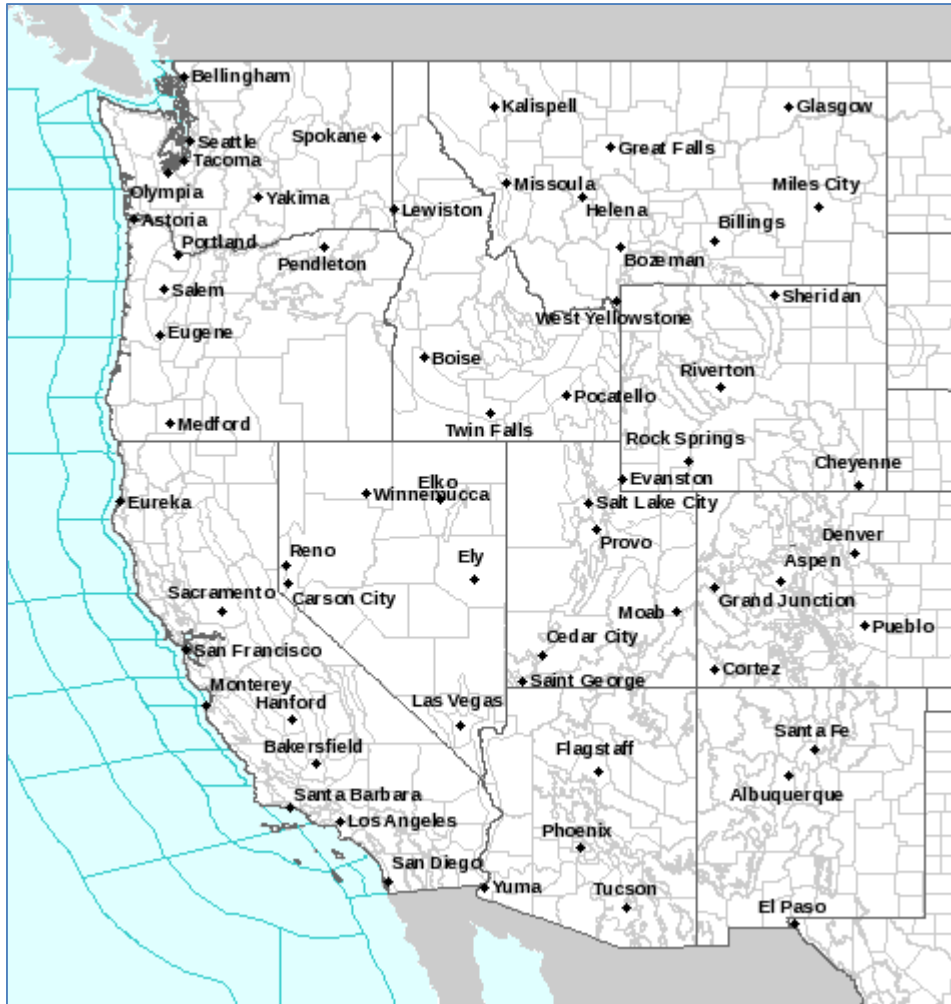 Bellingham
Kalispell
Glasgow
Seattle
Spokane
Great Falls
Tacoma
Olympia
Missoula
Miles City
Yakima
Helena
Lewiston
Astoria
Billings
Portland
Bozeman
Pendleton
Salem
Sheridan
West Yellowstone
Eugene
Boise
Riverton
Pocatello
Medford
Twin Falls
Rock Springs
Cheyenne
Evanston
Elko
Winnemucca
Eureka
Salt Lake City
Provo
Denver
Reno
Ely
Aspen
Sacramento
Carson City
Grand Junction
Moab
Pueblo
Cedar City
San Francisco
Cortez
Saint George
Monterey
Hanford
Las Vegas
Santa Fe
Bakersfield
Flagstaff
Albuquerque
Santa Barbara
Los Angeles
Phoenix
San Diego
Yuma
Tucson
El Paso